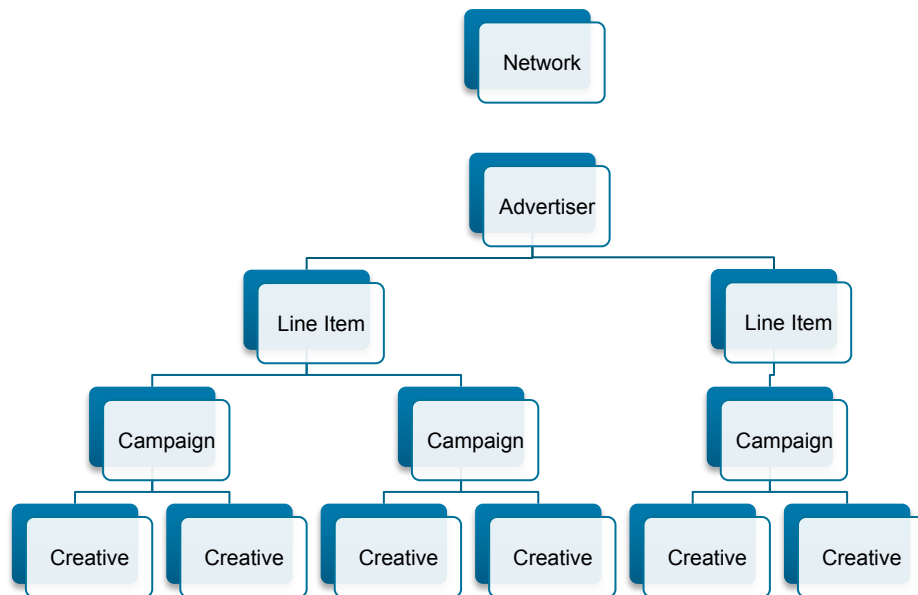 Network
Advertiser
Line Item
Line Item
Campaign
Campaign
Campaign
Creative
Creative
Creative
Creative
Creative
Creative